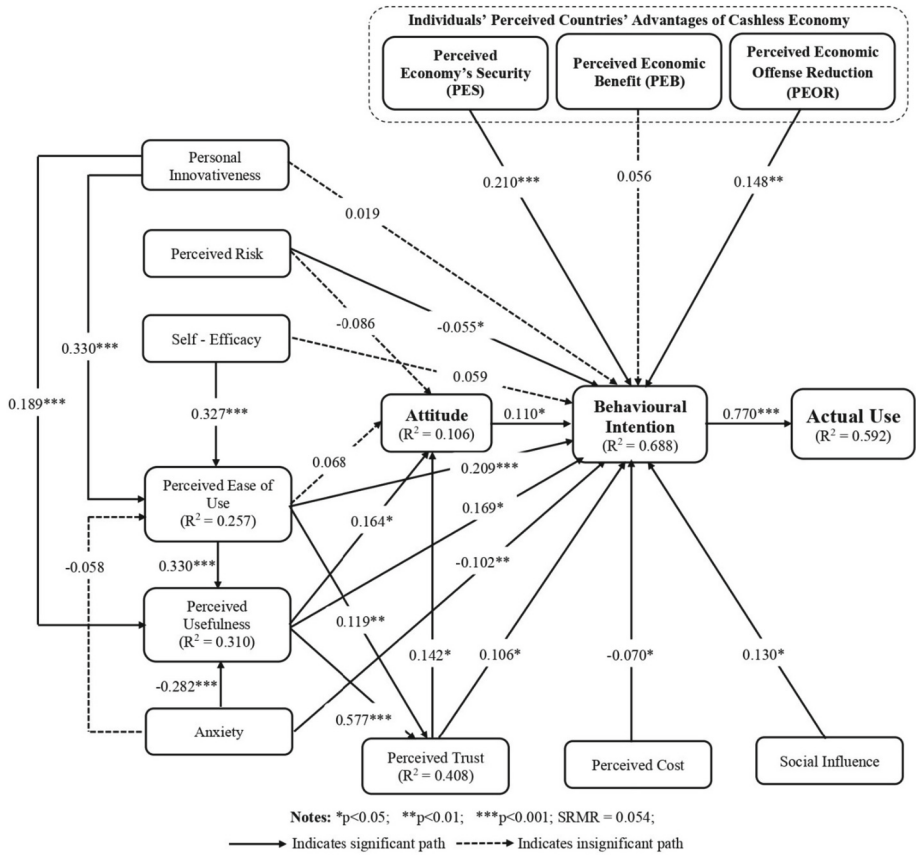 Individuals' Perceived Countries' Advantages of Cashless Economy
Perceived
Economy's Security
(PES)
Perceived Economic
Benefit (PEB)
Perceived Economic
Offense Reduction
(PEOR)
Personal
Innovativeness
0.210***
0.056
0.148**
0.019
Perceived Risk
-0.086
-0.055*
Self - Efficacy
0.330***
0.059
0.189***
0.327***
Attitude
(R² = 0.106)
0.110*
Behavioural
Intention
(R² = 0.688)
0.770***
Actual Use
(R² = 0.592)
0.068
0.209***
Perceived Ease of
Use
(R² = 0.257)
0.164*
0.169*
-0.058
0.330***
-0.102**
Perceived
Usefulness
(R² = 0.310)
0.119**
0.142*
0.106*
-0.070*
0.130*
-0.282***
0.577***
Anxiety
Perceived Trust
(R² = 0.408)
Perceived Cost
Social Influence
Notes: *p<0.05; **p<0.01; ***p<0.001; SRMR = 0.054;
Indicates significant path
Indicates insignificant path